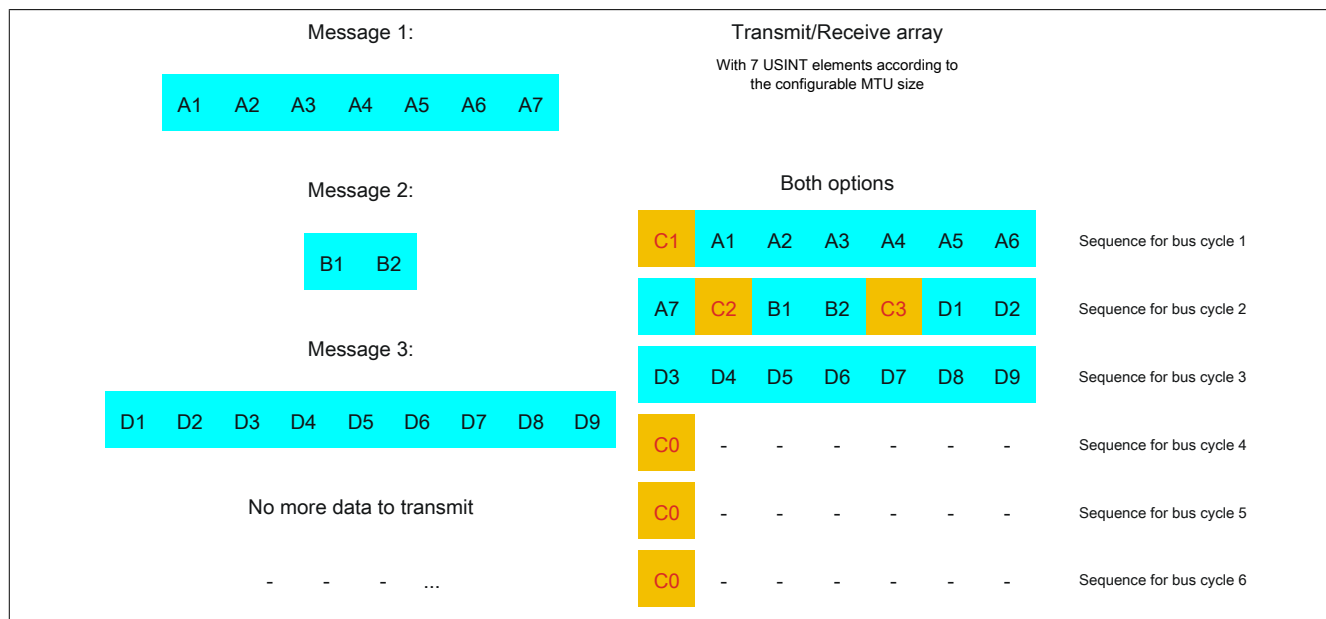 Message 1:
A1 A2 A3 A4 A5 A6 A7
Message 2:
B1 B2
Message 3:
D1 D2 D3 D4 D5 D6 D7 D8 D9
No more data to transmit
- - - ...
Transmit/Receive array
With 7 USINT elements according to
the configurable MTU size
Both options
C1 A1 A2 A3 A4 A5 A6 Sequence for bus cycle 1
A7 C2 B1 B2 C3 D1 D2 Sequence for bus cycle 2
D3 D4 D5 D6 D7 D8 D9 Sequence for bus cycle 3
C0 - - - - - - Sequence for bus cycle 4
C0 - - - - - - Sequence for bus cycle 5
C0 - - - - - - Sequence for bus cycle 6